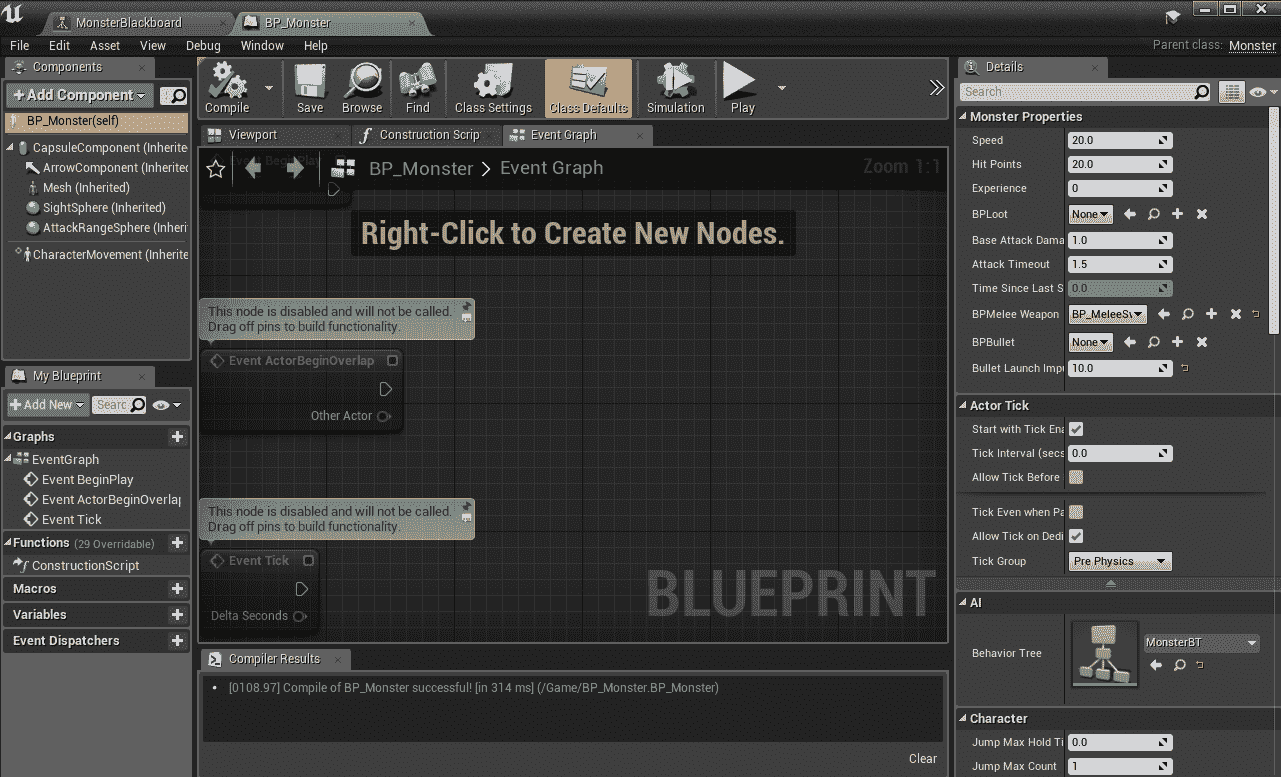 MonsterBlackboard
BP_Monster
File Edit Asset View Debug Window Help
Parent class: Monster
Components
+Add Component
BP_Monster(self)
CapsuleComponent (Inherite
ArrowComponent (Inherited
Mesh (Inherited)
SightSphere (Inherited)
AttackRangeSphere (Inheri
CharacterMovement (Inherite
My Blueprint
+Add New
Searc
Graphs
EventGraph
Event BeginPlay
Event ActorBeginOverlap
Event Tick
Functions (29 Overridable)
ConstructionScript
Macros
Variables
Event Dispatchers
Compile
Save
Browse
Find
Class Settings
Class Defaults
Simulation
Play
Viewport
Construction Scrip
Event Graph
Event BeginPlay
BP_Monster > Event Graph
Zoom 1:1
Right-Click to Create New Nodes.
This node is disabled and will not be called.
Drag off pins to build functionality.
Event ActorBeginOverlap
Other Actor
This node is disabled and will not be called.
Drag off pins to build functionality.
Event Tick
Delta Seconds
BLUEPRINT
Compiler Results
[0108.97] Compile of BP_Monster successful! [in 314 ms] (/Game/BP_Monster.BP_Monster)
Clear
Details
Search
Monster Properties
Speed 20.0
Hit Points 20.0
Experience 0
BPLoot None
Base Attack Dama 1.0
Attack Timeout 1.5
Time Since Last S 0.0
BPMelee Weapon BP_MeleeSw
BPBullet None
Bullet Launch Impu 10.0
Actor Tick
Start with Tick Ena
Tick Interval (secs 0.0
Allow Tick Before
Tick Even when Pa
Allow Tick on Dedi
Tick Group Pre Physics
AI
Behavior Tree MonsterBT
Character
Jump Max Hold Ti 0.0
Jump Max Count 1